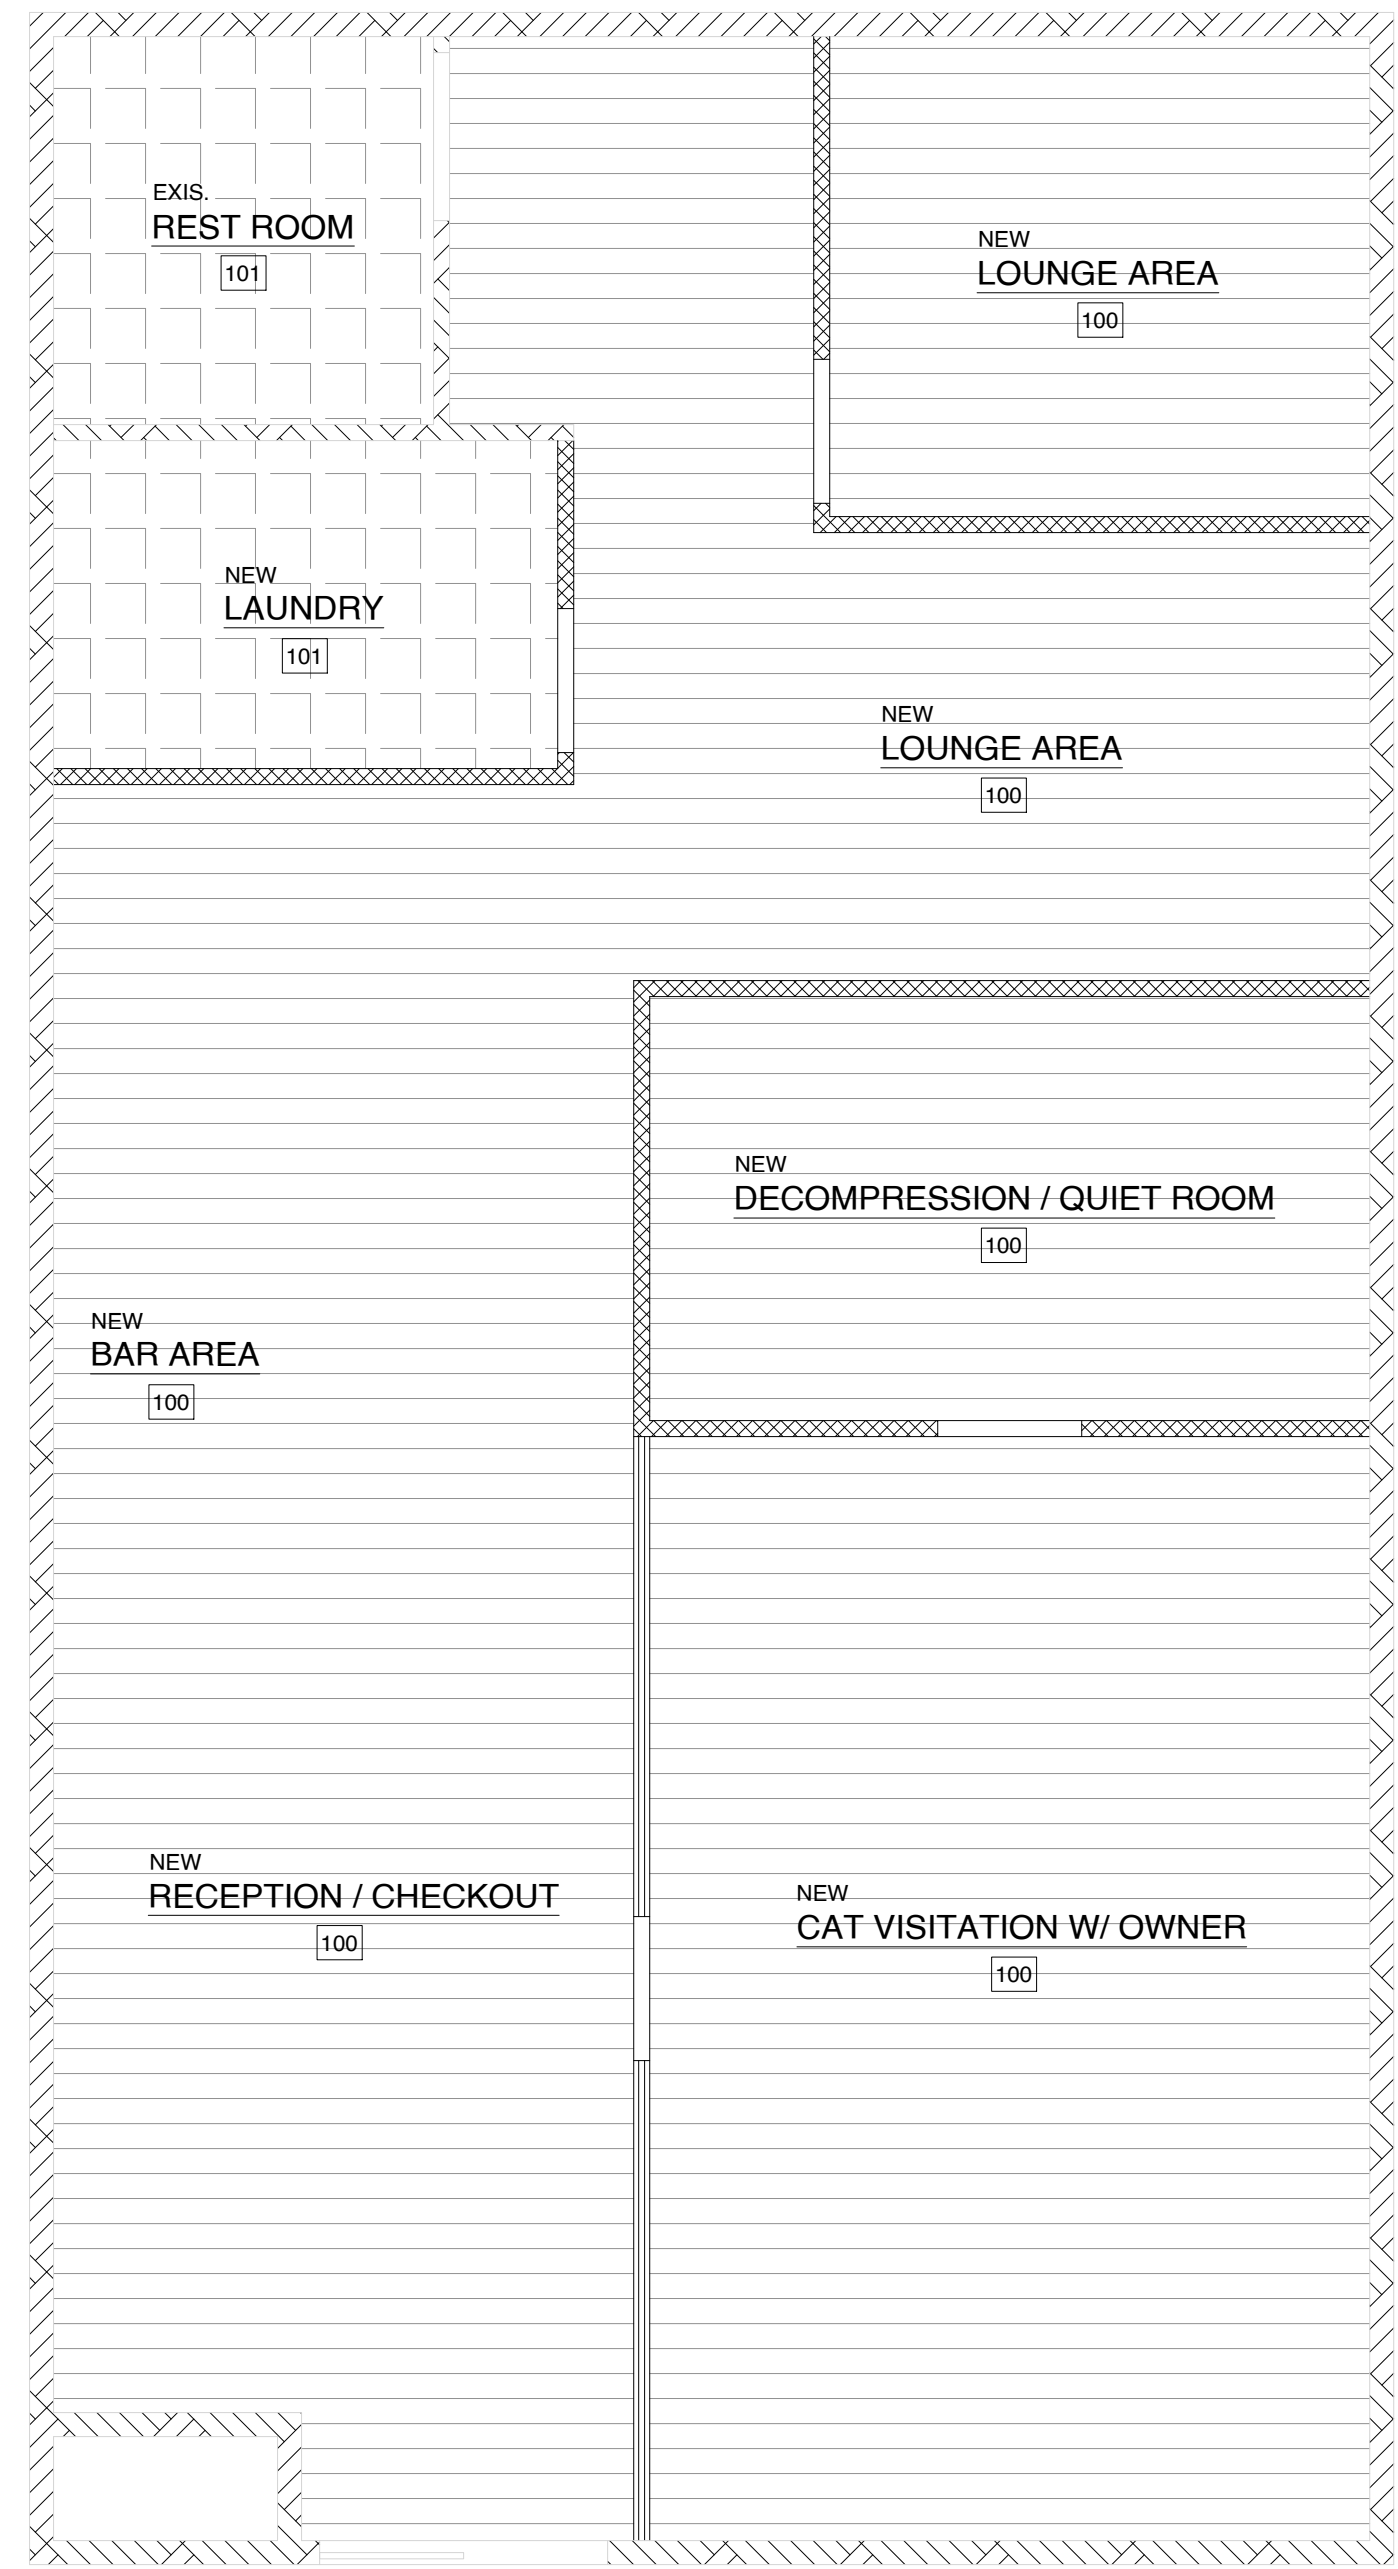 EXIS.
REST ROOM
101
NEW
LOUNGE AREA
100
NEW
LAUNDRY
101
NEW
LOUNGE AREA
100
NEW
DECOMPRESSION / QUIET ROOM
100
NEW
BAR AREA
100
NEW
RECEPTION / CHECKOUT
100
NEW
CAT VISITATION W/ OWNER
100